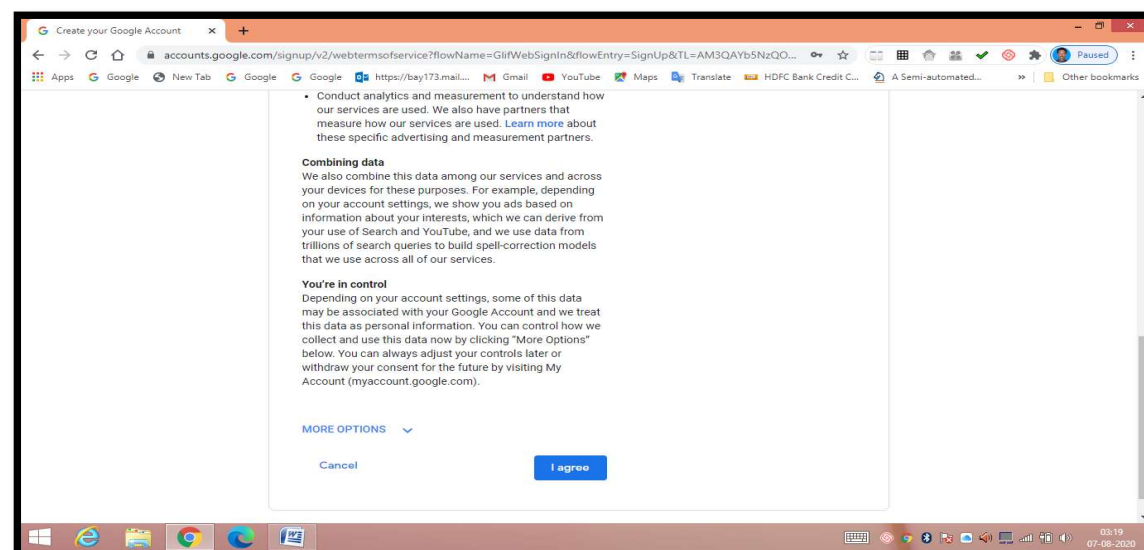 Create your Google Account
accounts.google.com/signup/v2/webtermsofservice?flowName=GlifWebSignIn&flowEntry=SignUp&TL=AM3QAYb5NzQO...
Paused
Apps Google New Tab Google Google https://bay173.mail.... Gmail YouTube Maps Translate HDFC Bank Credit C... A Semi-automated... » Other bookmarks
• Conduct analytics and measurement to understand how
our services are used. We also have partners that
measure how our services are used. Learn more about
these specific advertising and measurement partners.
Combining data
We also combine this data among our services and across
your devices for these purposes. For example, depending
on your account settings, we show you ads based on
information about your interests, which we can derive from
your use of Search and YouTube, and we use data from
trillions of search queries to build spell-correction models
that we use across all of our services.
You're in control
Depending on your account settings, some of this data
may be associated with your Google Account and we treat
this data as personal information. You can control how we
collect and use this data now by clicking "More Options"
below. You can always adjust your controls later or
withdraw your consent for the future by visiting My
Account (myaccount.google.com).
MORE OPTIONS
Cancel I agree
03:19
07-08-2020